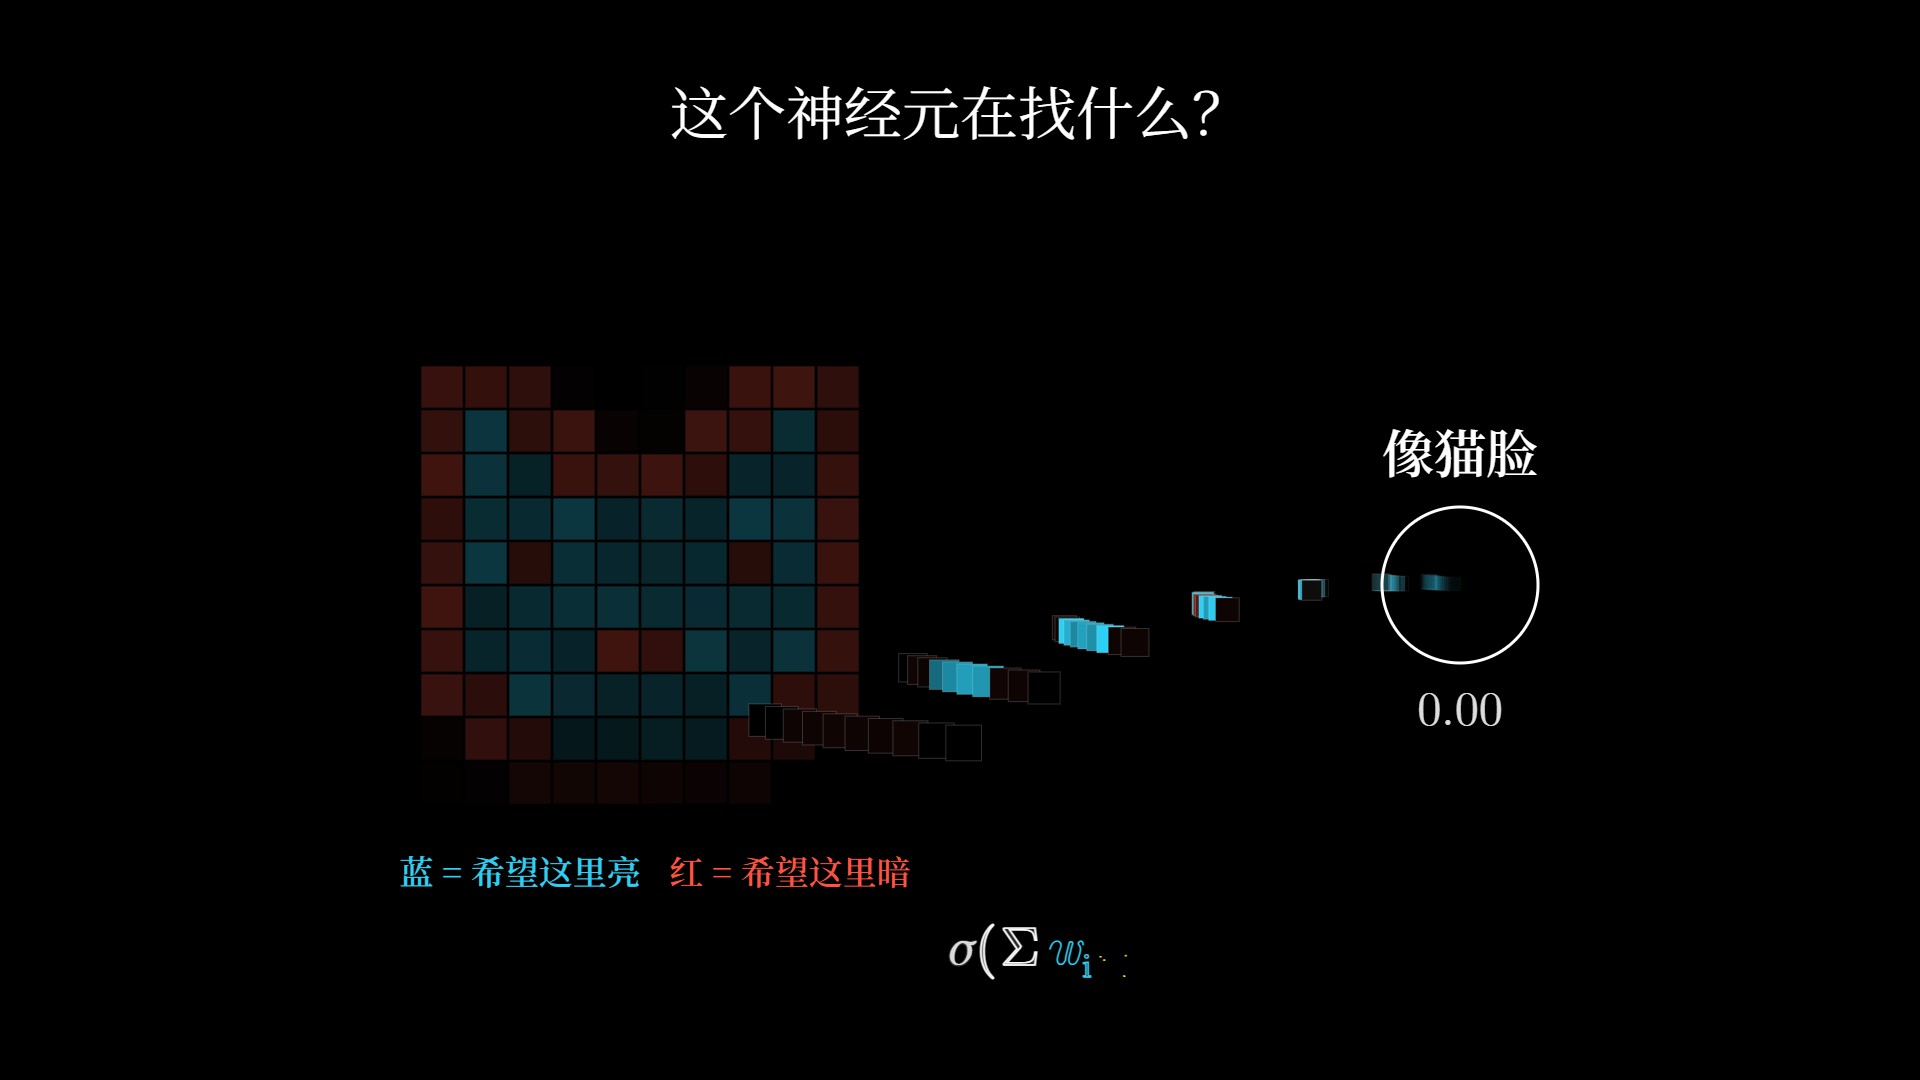 这个神经元在找什么？
像猫脸
0.00
蓝 = 希望这里亮 红 = 希望这里暗
σ(Σ wᵢ